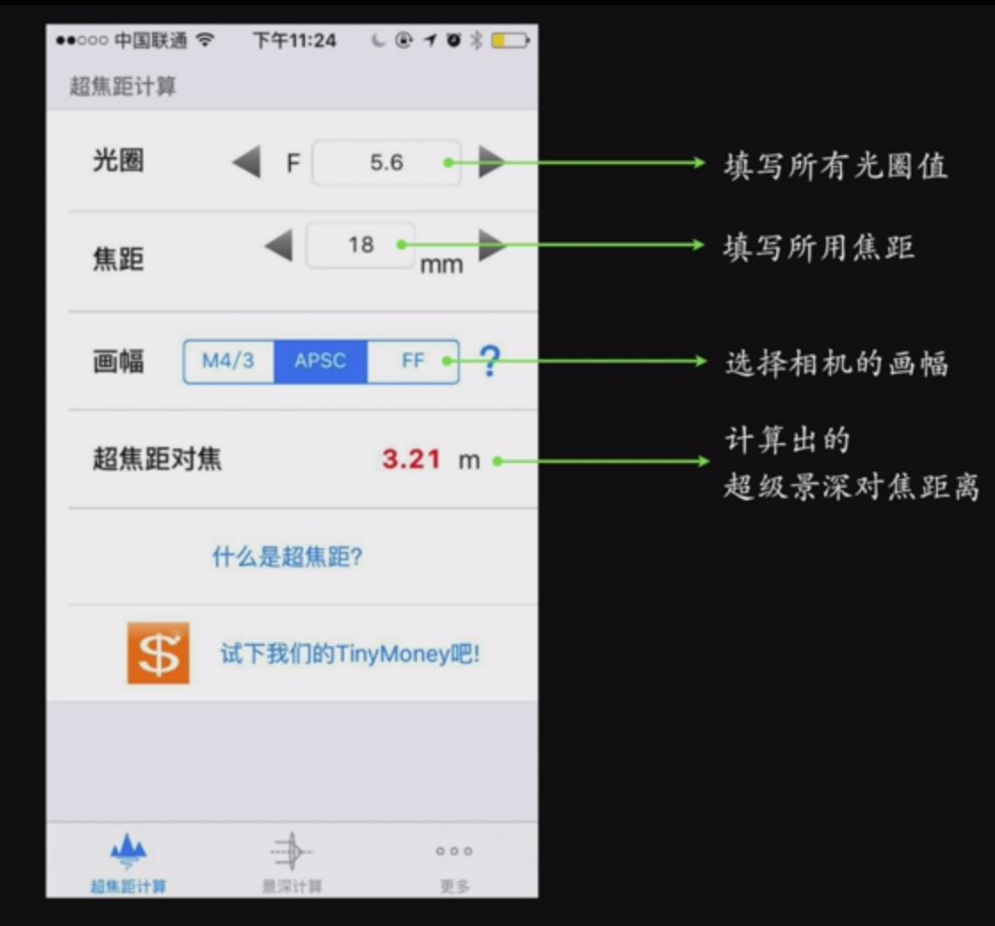 中国联通 下午11:24
超焦距计算
光圈 F 5.6 填写所有光圈值
焦距 18 mm 填写所用焦距
画幅 M4/3 APSC FF ? 选择相机的画幅
超焦距对焦 3.21 m 计算出的
超级景深对焦距离
什么是超焦距?
$ 试下我们的TinyMoney吧!
超焦距计算 景深计算 更多